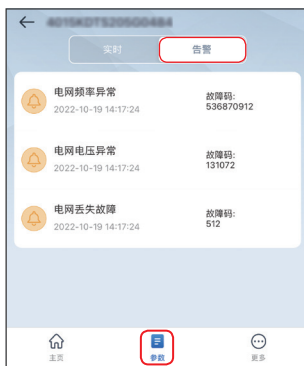 实时
告警
电网频率异常
2022-10-19 14:17:24
故障码:
536870912
电网电压异常
2022-10-19 14:17:24
故障码:
131072
电网丢失故障
2022-10-19 14:17:24
故障码:
512
主页
参数
更多